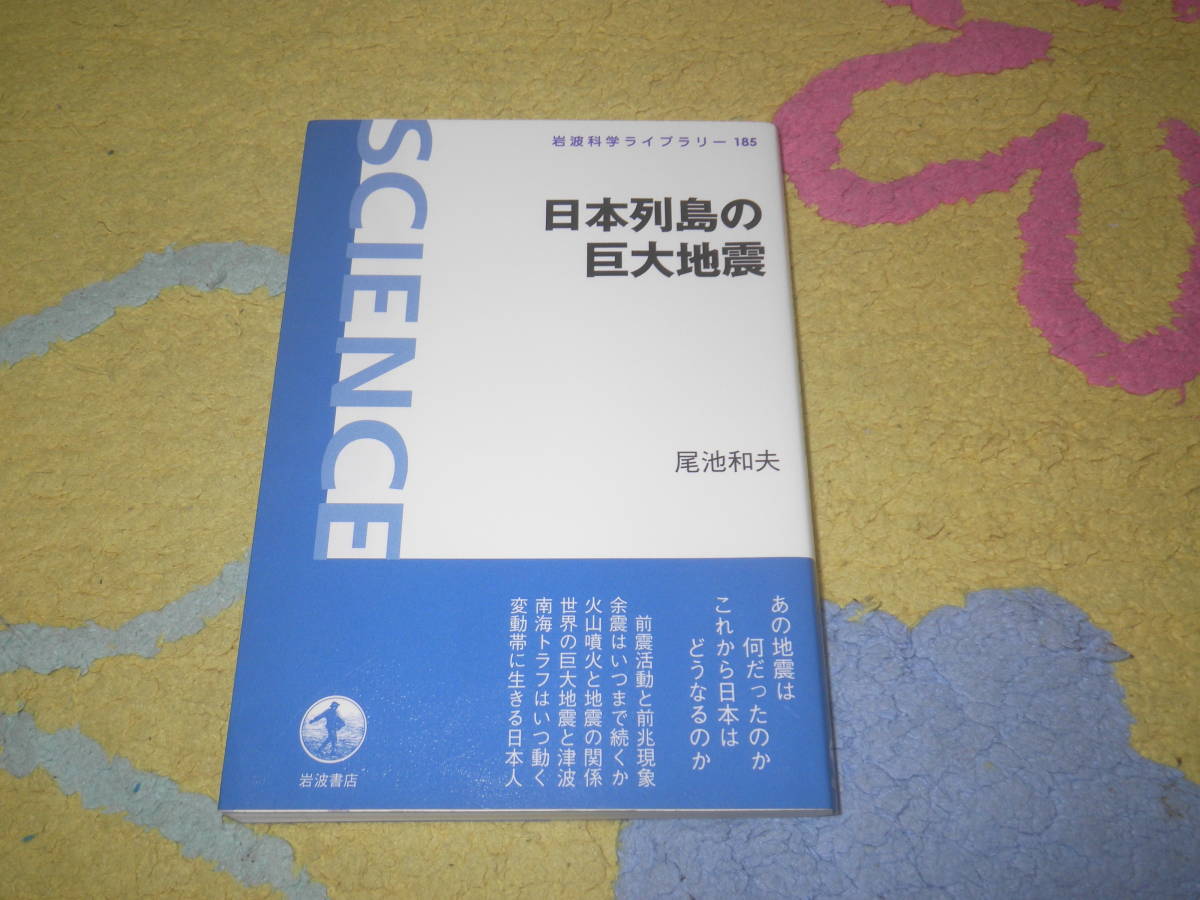 岩波科学ライブラリー 185
SCIENCE
日本列島の
巨大地震
尾池和夫
あの地震は
何だったのか
これから日本は
どうなるのか
前震活動と前兆現象
余震はいつまで続くか
火山噴火と地震の関係
世界の巨大地震と津波
南海トラフはいつ動く
変動帯に生きる日本人
岩波書店